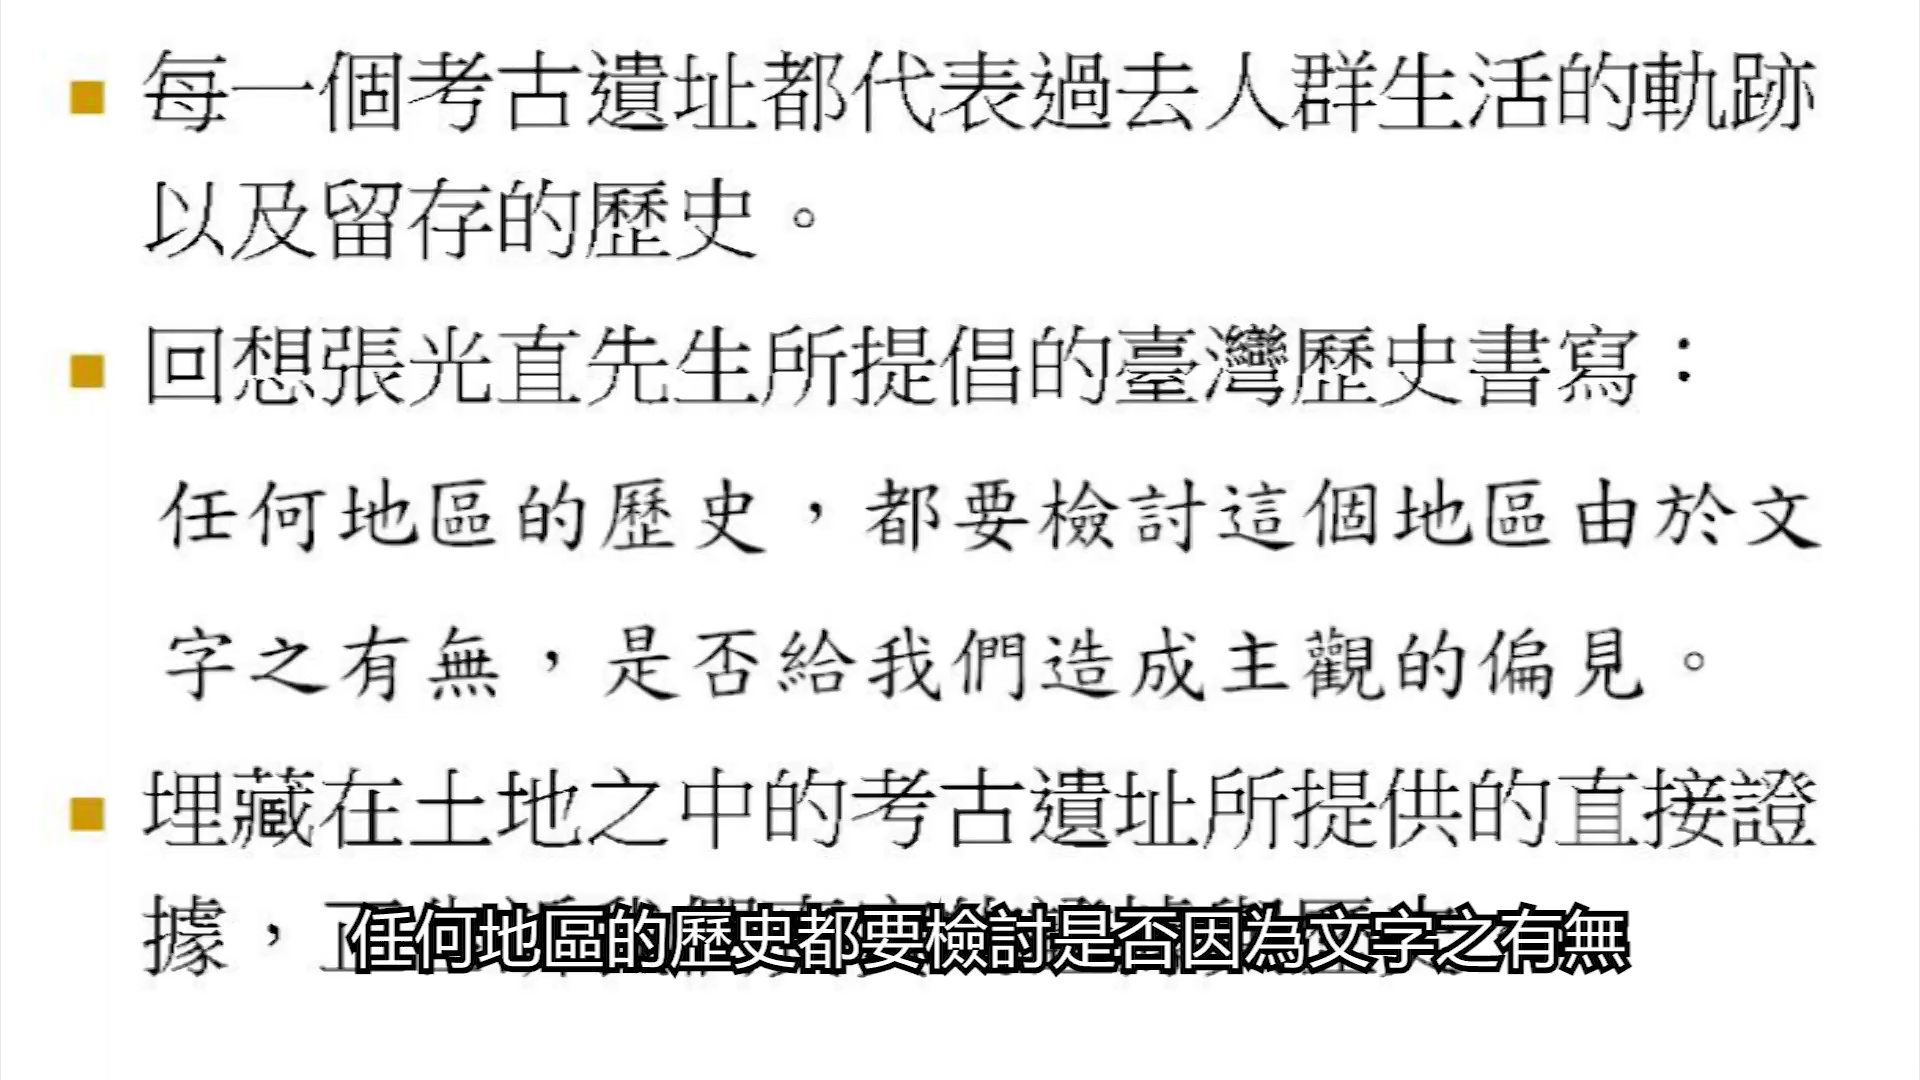 每一個考古遺址都代表過去人群生活的軌跡
以及留存的歷史。
回想張光直先生所提倡的臺灣歷史書寫：
任何地區的歷史，都要檢討這個地區由於文
字之有無，是否給我們造成主觀的偏見。
埋藏在土地之中的考古遺址所提供的直接證
據，
任何地區的歷史都要檢討是否因為文字之有無